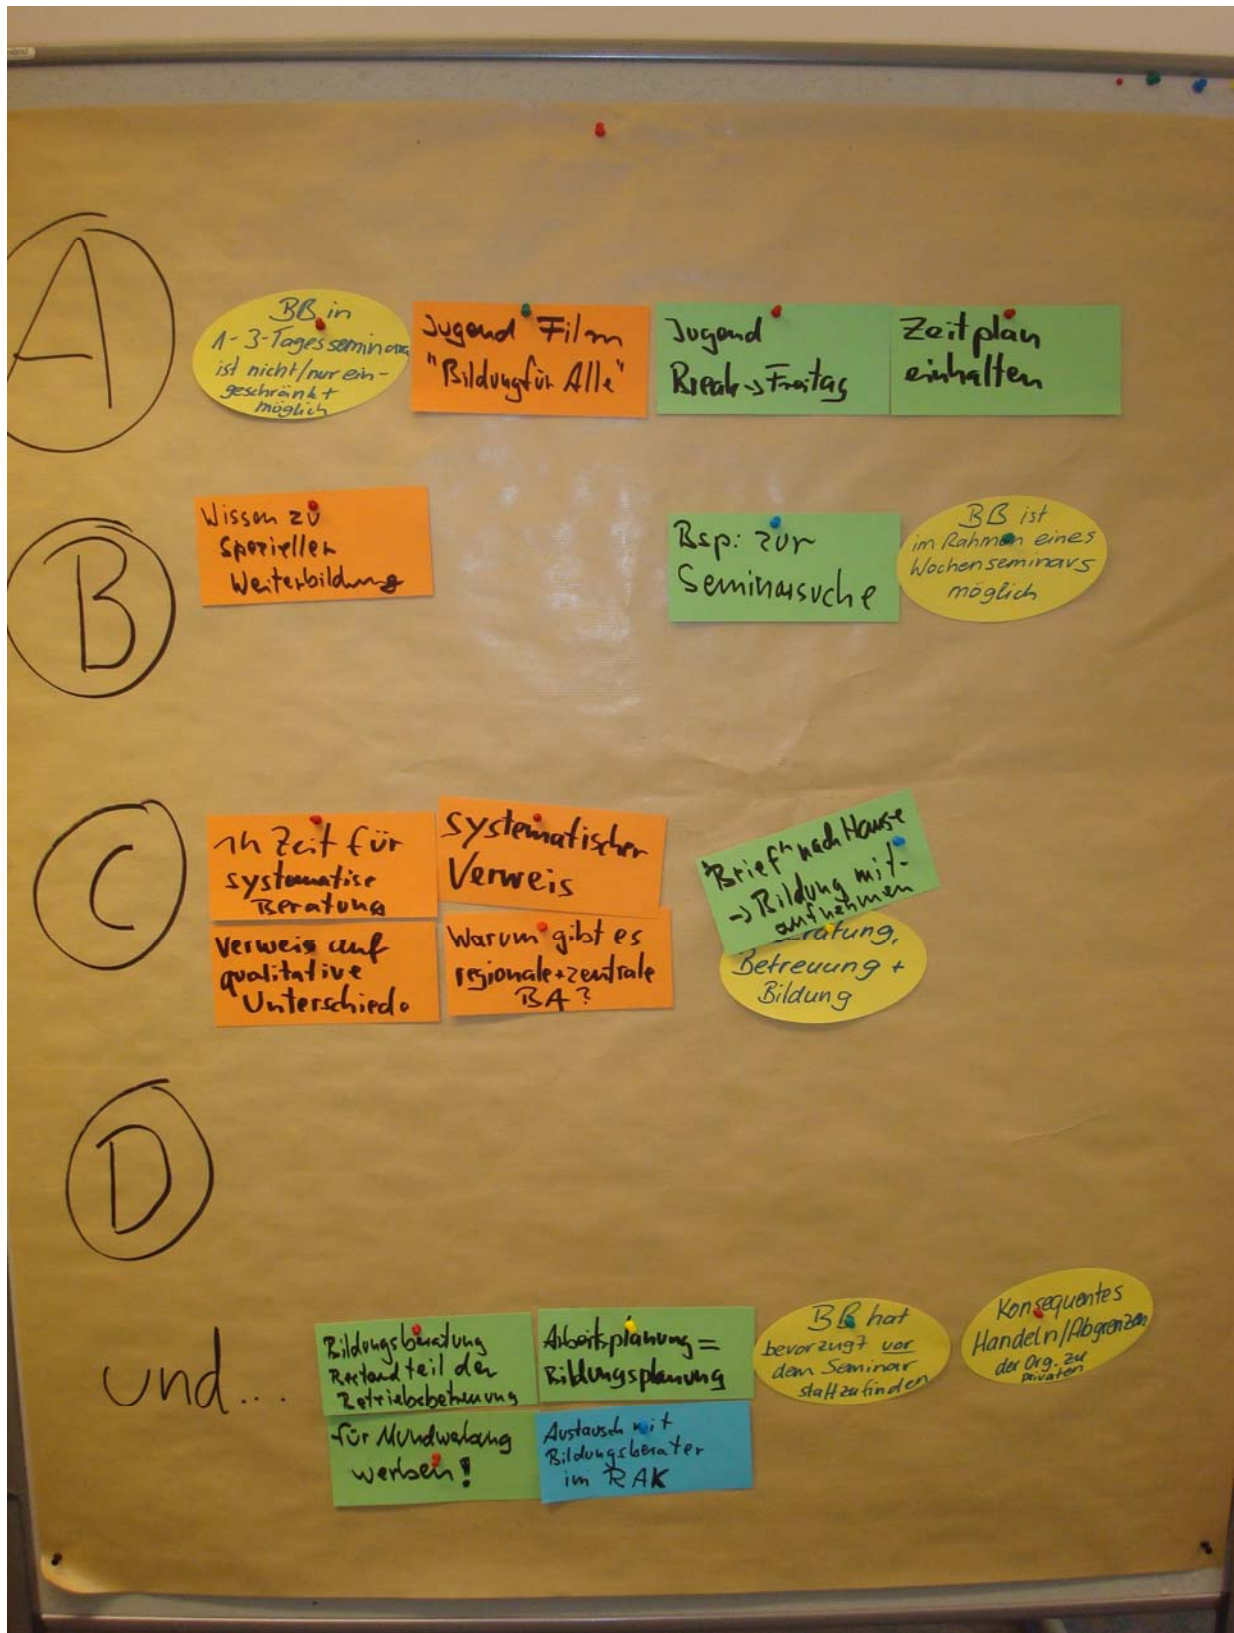 A
BB in
1-3-Tagesseminare
ist nicht/nur ein-
geschränkt
möglich
Jugend Film
"Bildung für Alle"
Jugend
Break → Freitag
Zeitplan
einhalten
B
Wissen zu
spezieller
Weiterbildung
Bsp: zur
Seminarsuche
BB ist
im Rahmen eines
Wochenseminars
möglich
C
1h Zeit für
systematise
Beratung
systematischer
Verweis
"Brief" nach Hause
→ Bildung mit-
aufnehmen
Verweis auf
qualitative
Unterschiede
Warum gibt es
regionale + zentrale
BA?
Betreuung +
Bildung
D
und...
Bildungsberatung
Bestandteil der
Betriebsbetreuung
Arbeitsplanung =
Bildungsplanung
BB hat
bevorzugt vor
dem Seminar
stattzufinden
Konsequentes
Handeln/Abgrenzen
der Org. zu
privaten
für Mundwerbung
werben!
Austausch mit
Bildungsberater
im RAK